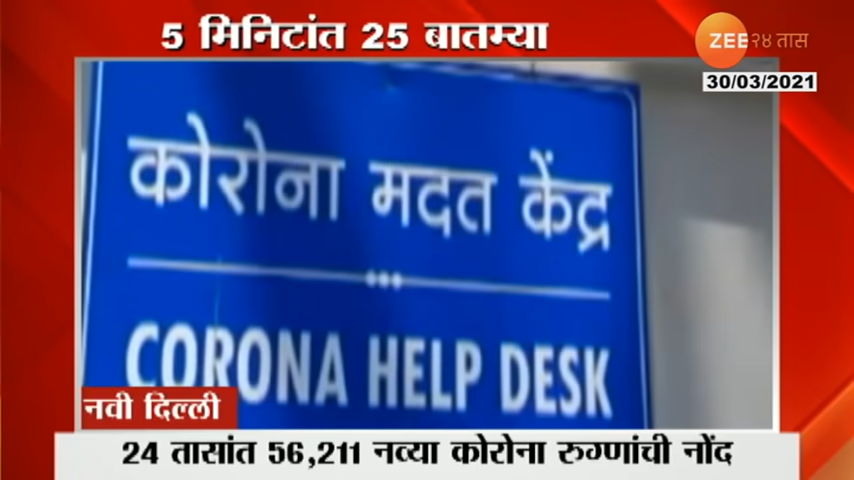 5 मिनिटांत 25 बातम्या
ZEE २४ तास
30/03/2021
कोरोना मदत केंद्र
CORONA HELP DESK
नवी दिल्ली
24 तासांत 56,211 नव्या कोरोना रुग्णांची नोंद